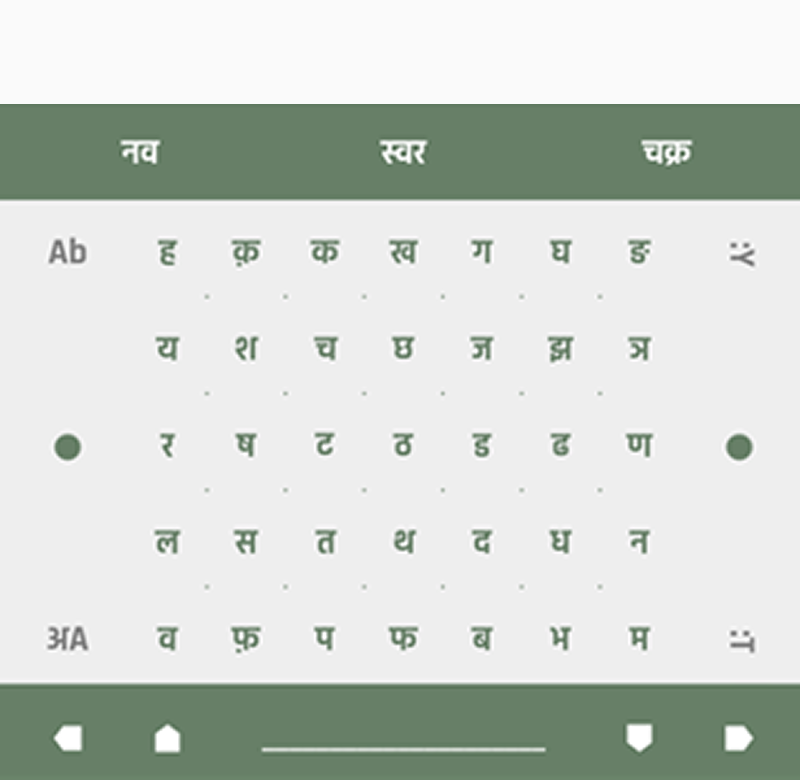 नव स्वर चक्र
Ab ह क़ क ख ग घ ङ
य श च छ ज झ ञ
र ष ट ठ ड ढ ण
ल स त थ द ध न
अA व फ़ प फ ब भ म